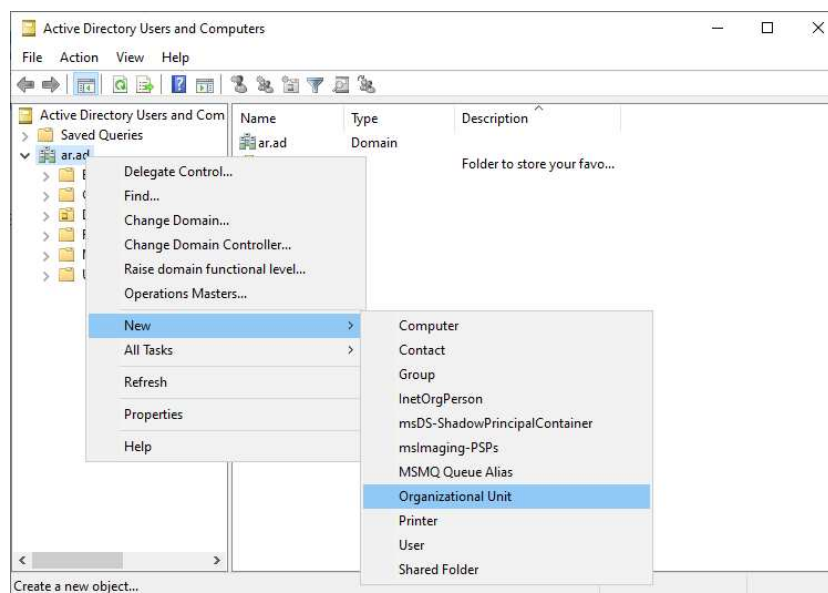 Active Directory Users and Computers
File Action View Help
Active Directory Users and Com
Saved Queries
ar.ad
Name Type Description
ar.ad Domain
Folder to store your favo...
Delegate Control...
Find...
Change Domain...
Change Domain Controller...
Raise domain functional level...
Operations Masters...
New
All Tasks
Refresh
Properties
Help
Computer
Contact
Group
InetOrgPerson
msDS-ShadowPrincipalContainer
msImaging-PSPs
MSMQ Queue Alias
Organizational Unit
Printer
User
Shared Folder
Create a new object...